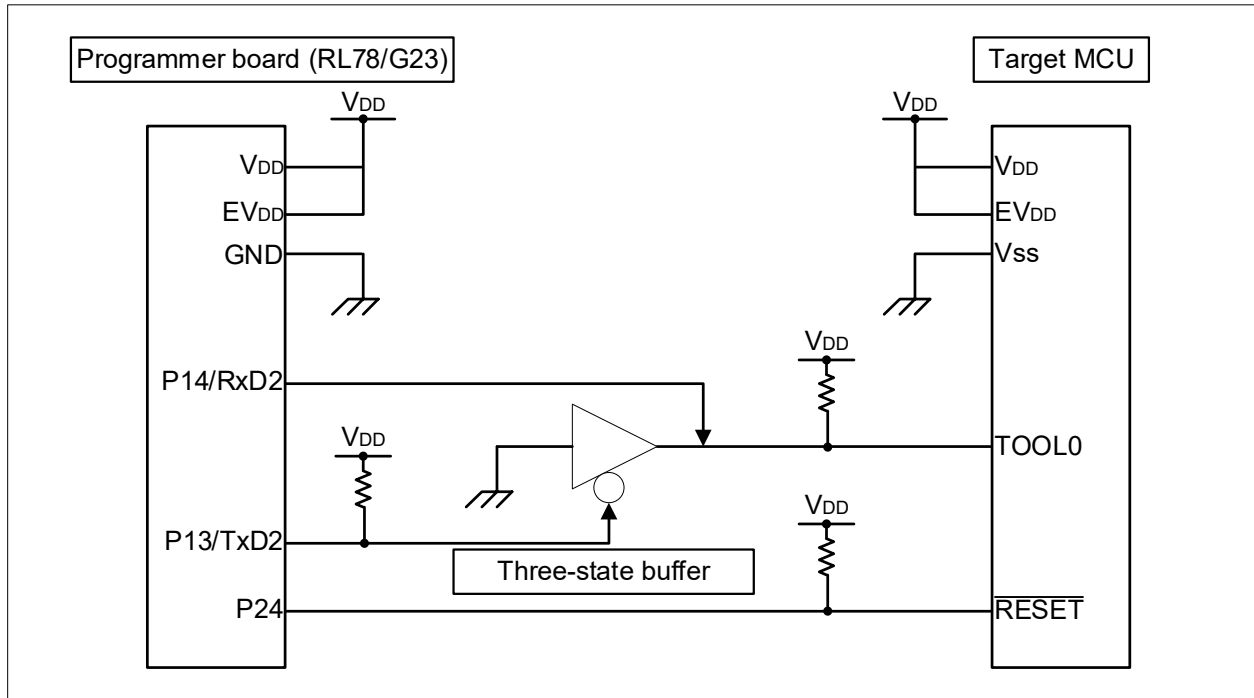 Programmer board (RL78/G23)
Target MCU
VDD
VDD
VDD
EVDD
GND
VDD
EVDD
Vss
P14/RxD2
VDD
VDD
TOOL0
P13/TxD2
VDD
Three-state buffer
P24
RESET